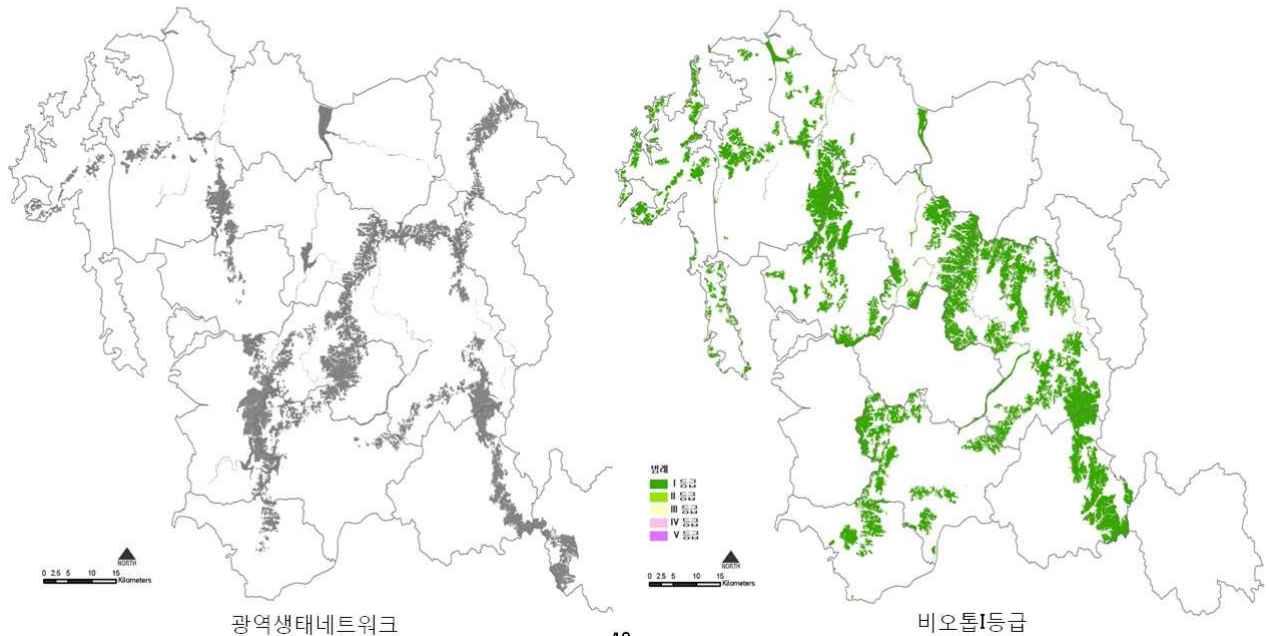 NORTH
0 2.5 5 10 15
Kilometers
광역생태네트워크
범례
I 등급
II 등급
III 등급
IV 등급
V 등급
NORTH
0 2.5 5 10 15
Kilometers
비오톱I등급